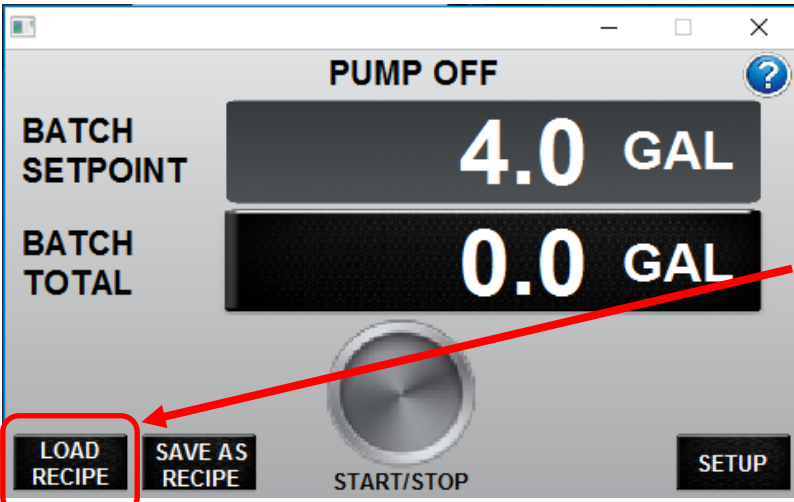 PUMP OFF
?
BATCH
SETPOINT
4.0 GAL
BATCH
TOTAL
0.0 GAL
LOAD
RECIPE
SAVE AS
RECIPE
START/STOP
SETUP